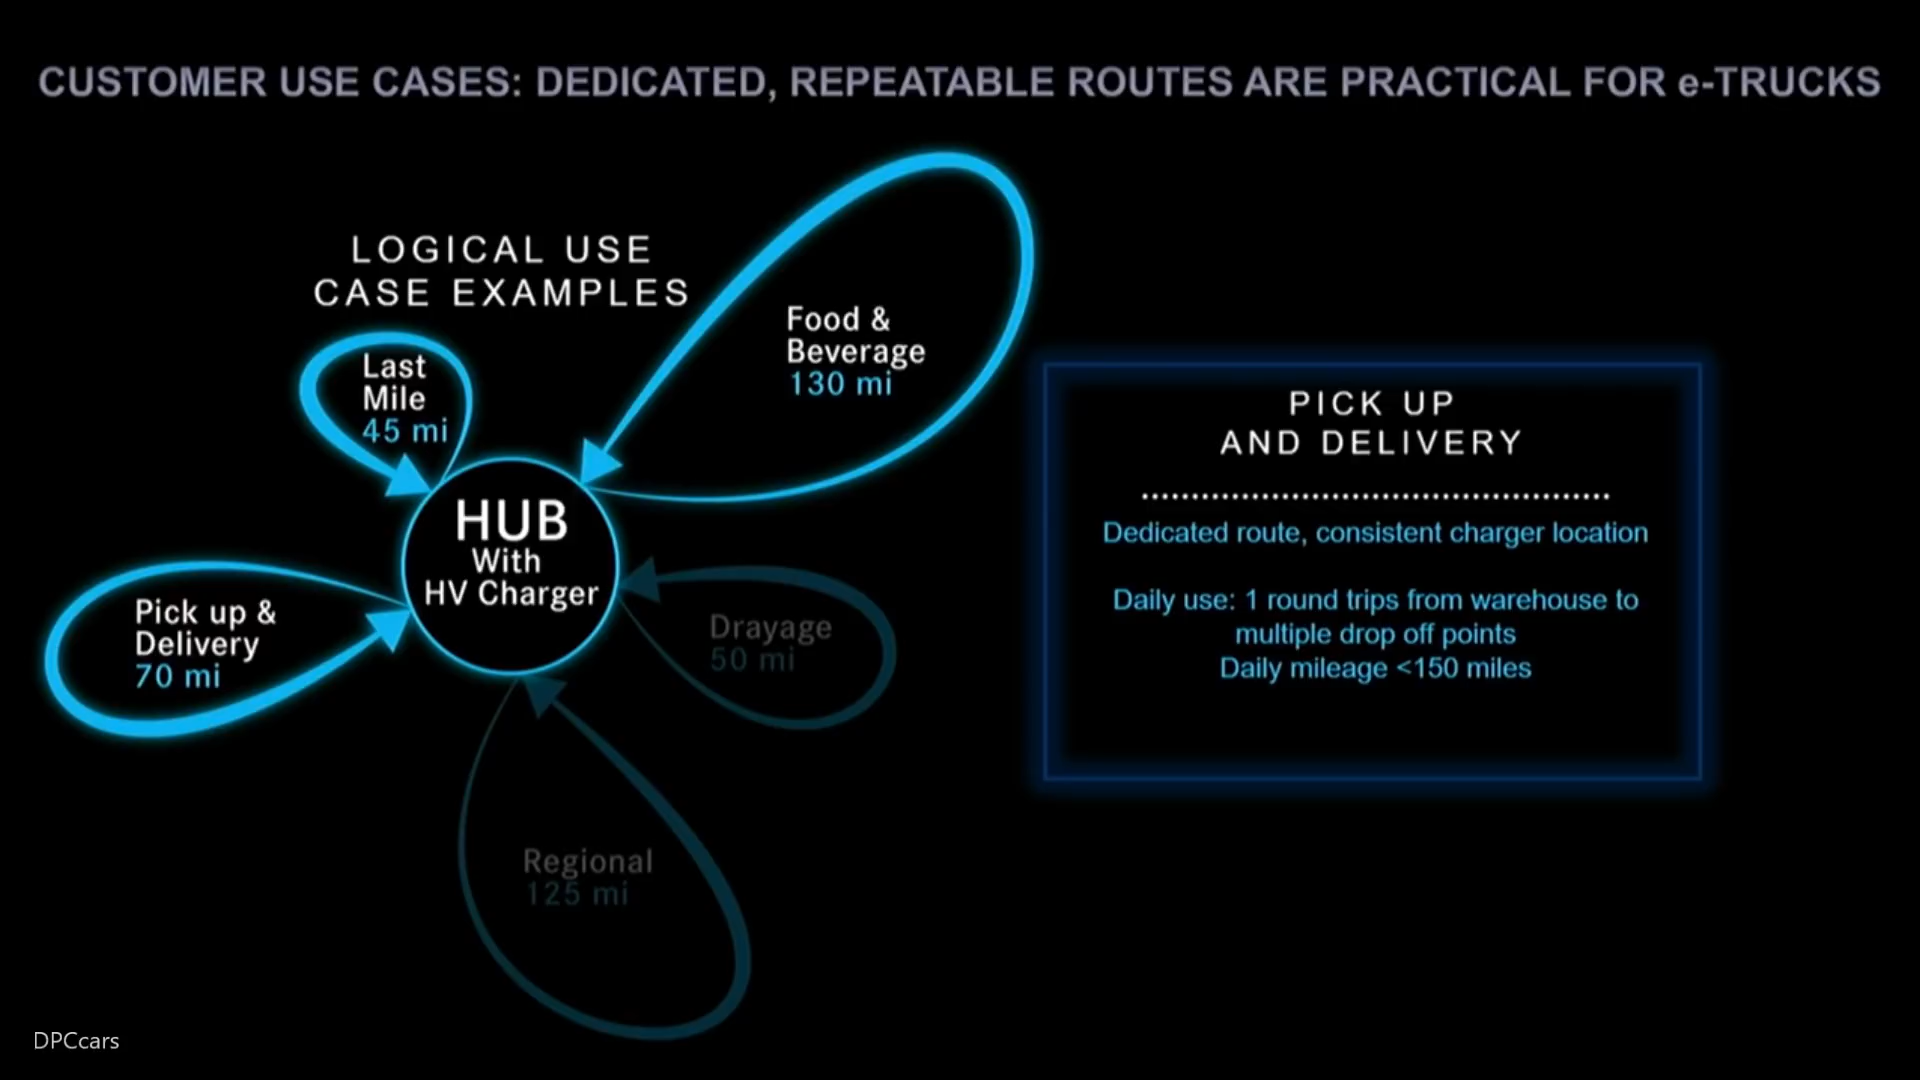 CUSTOMER USE CASES: DEDICATED, REPEATABLE ROUTES ARE PRACTICAL FOR e-TRUCKS
LOGICAL USE
CASE EXAMPLES
Last
Mile
45 mi
Food &
Beverage
130 mi
HUB
With
HV Charger
Pick up &
Delivery
70 mi
Drayage
50 mi
Regional
125 mi
PICK UP
AND DELIVERY
Dedicated route, consistent charger location
Daily use: 1 round trips from warehouse to
multiple drop off points
Daily mileage <150 miles
DPCcars